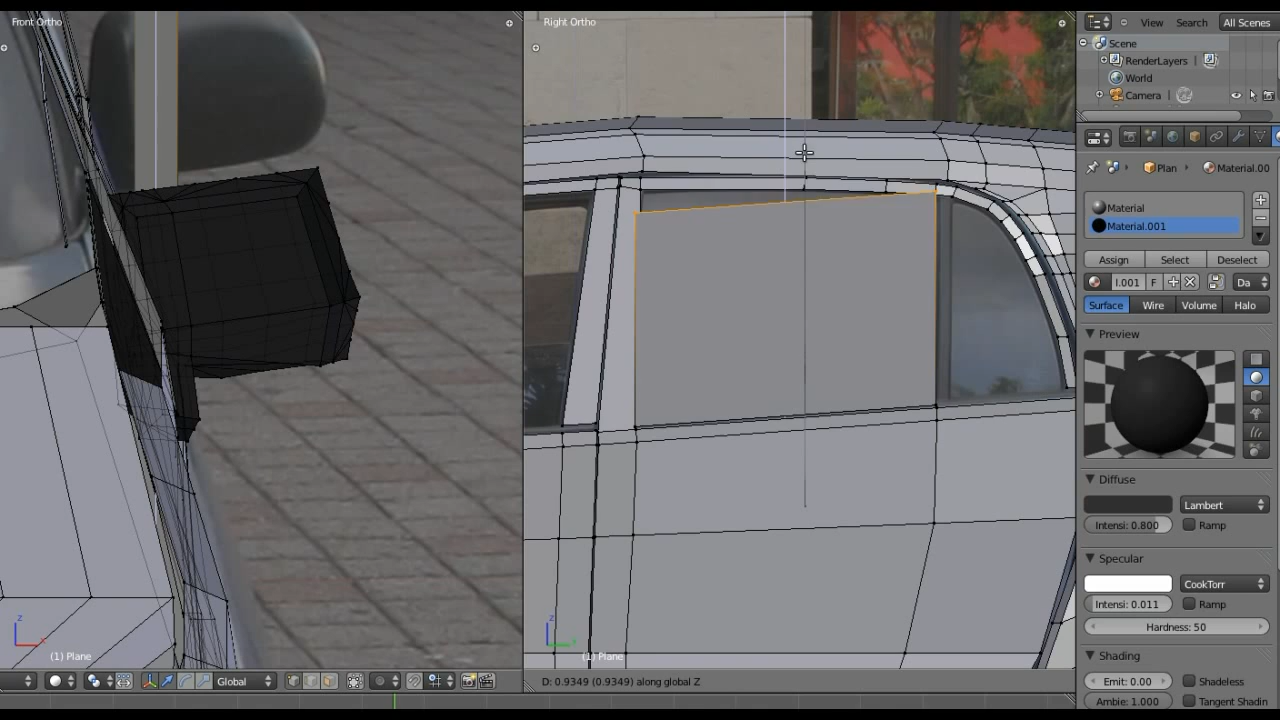 Front Ortho
Right Ortho
View Search All Scenes
Scene
RenderLayers
World
Camera
Plan Material.00
Material
Material.001
Assign Select Deselect
I.001 F Da
Surface Wire Volume Halo
Preview
Diffuse
Lambert
Intensi: 0.800 Ramp
Specular
CookTorr
Intensi: 0.011 Ramp
Hardness: 50
Shading
Emit: 0.00 Shadeless
Ambie: 1.000 Tangent Shadin
z
(1) Plane
z
(1) Plane
Global
D: 0.9349 (0.9349) along global Z